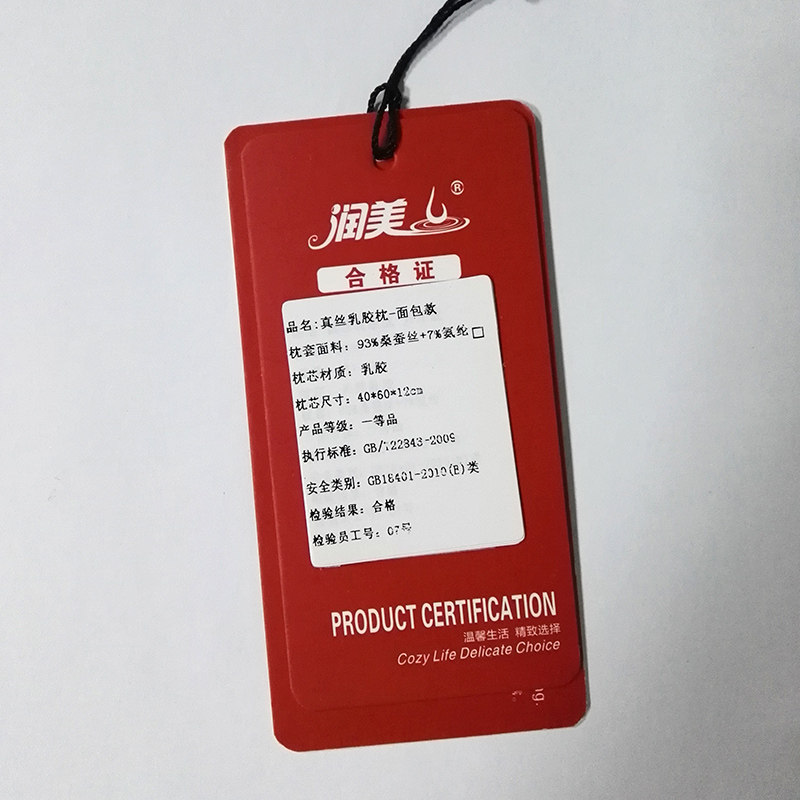 润美®
合格证
品名:真丝乳胶枕-面包款
枕套面料：93%桑蚕丝+7%氨纶□
枕芯材质：乳胶
枕芯尺寸：40*60*12cm
产品等级：一等品
执行标准：GB/T22843-2009
安全类别：GB18401-2010(B)类
检验结果：合格
检验员工号：07号
PRODUCT CERTIFICATION
温馨生活 精致选择
Cozy Life Delicate Choice